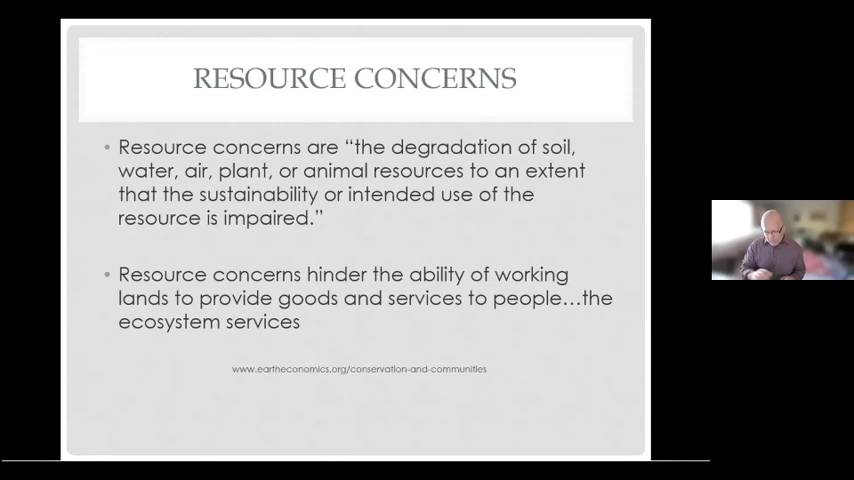 RESOURCE CONCERNS
• Resource concerns are “the degradation of soil,
water, air, plant, or animal resources to an extent
that the sustainability or intended use of the
resource is impaired.”
• Resource concerns hinder the ability of working
lands to provide goods and services to people…the
ecosystem services
www.eartheconomics.org/conservation-and-communities